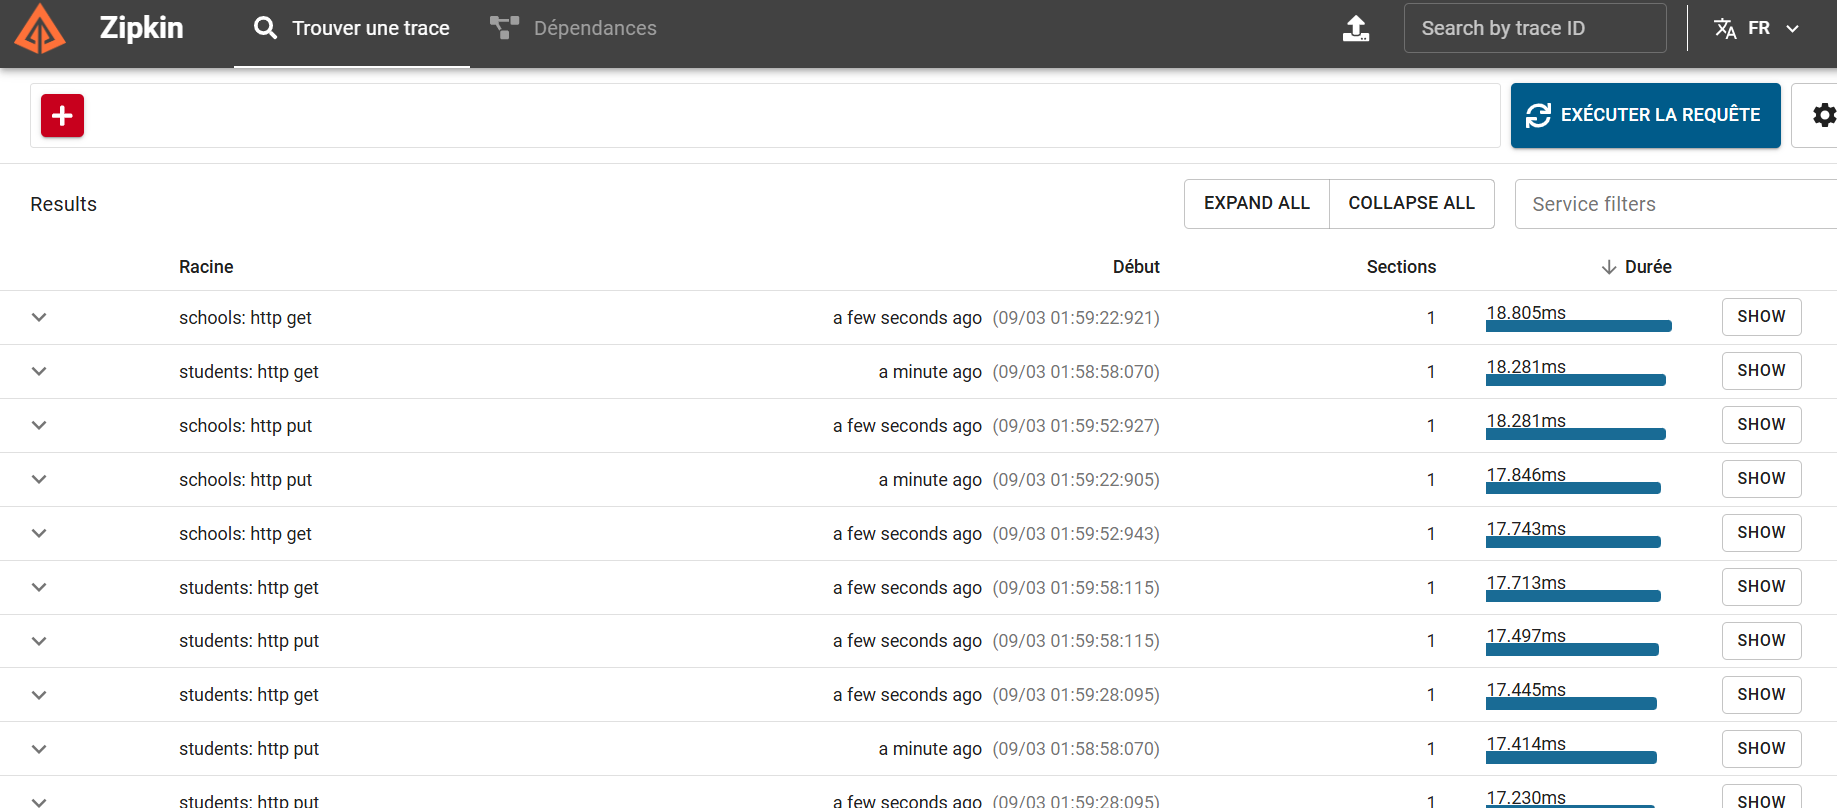 Zipkin Trouver une trace Dépendances Search by trace ID FR
EXÉCUTER LA REQUÊTE
Results EXPAND ALL COLLAPSE ALL Service filters
Racine Début Sections Durée
schools: http get a few seconds ago (09/03 01:59:22:921) 1 18.805ms SHOW
students: http get a minute ago (09/03 01:58:58:070) 1 18.281ms SHOW
schools: http put a few seconds ago (09/03 01:59:52:927) 1 18.281ms SHOW
schools: http put a minute ago (09/03 01:59:22:905) 1 17.846ms SHOW
schools: http get a few seconds ago (09/03 01:59:52:943) 1 17.743ms SHOW
students: http get a few seconds ago (09/03 01:59:58:115) 1 17.713ms SHOW
students: http put a few seconds ago (09/03 01:59:58:115) 1 17.497ms SHOW
students: http get a few seconds ago (09/03 01:59:28:095) 1 17.445ms SHOW
students: http put a minute ago (09/03 01:58:58:070) 1 17.414ms SHOW
students: http put a few seconds ago (09/03 01:59:28:095) 1 17.230ms SHOW